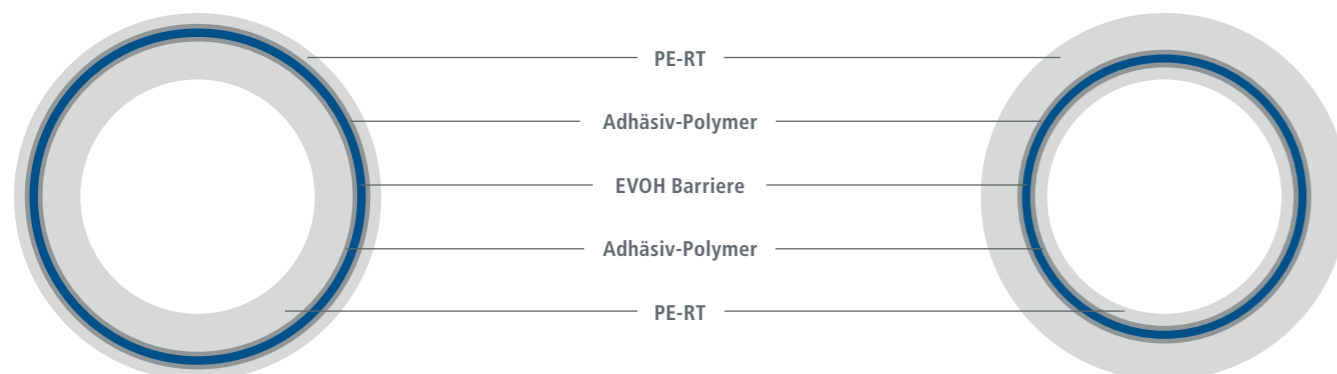 PE-RT
Adhäsiv-Polymer
EVOH Barriere
Adhäsiv-Polymer
PE-RT